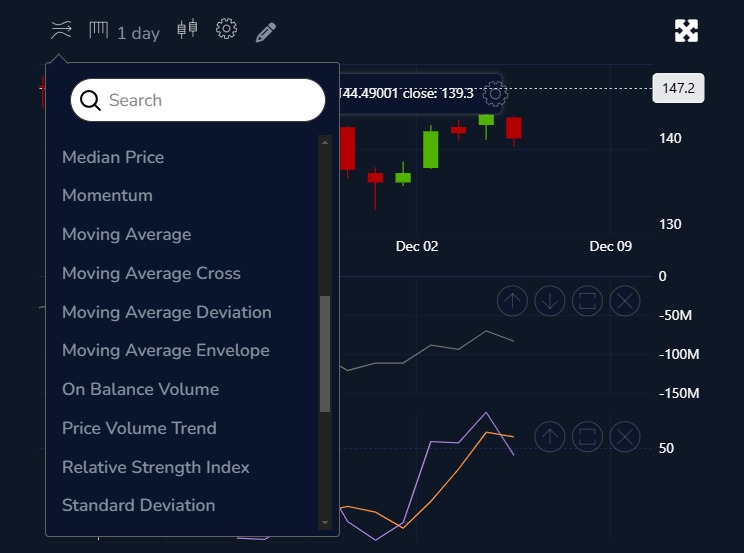 1 day
144.49001 close: 139.3
147.2
Search
Median Price
Momentum
Moving Average
Moving Average Cross
Moving Average Deviation
Moving Average Envelope
On Balance Volume
Price Volume Trend
Relative Strength Index
Standard Deviation
140
130
Dec 02
Dec 09
0
-50M
-100M
-150M
50